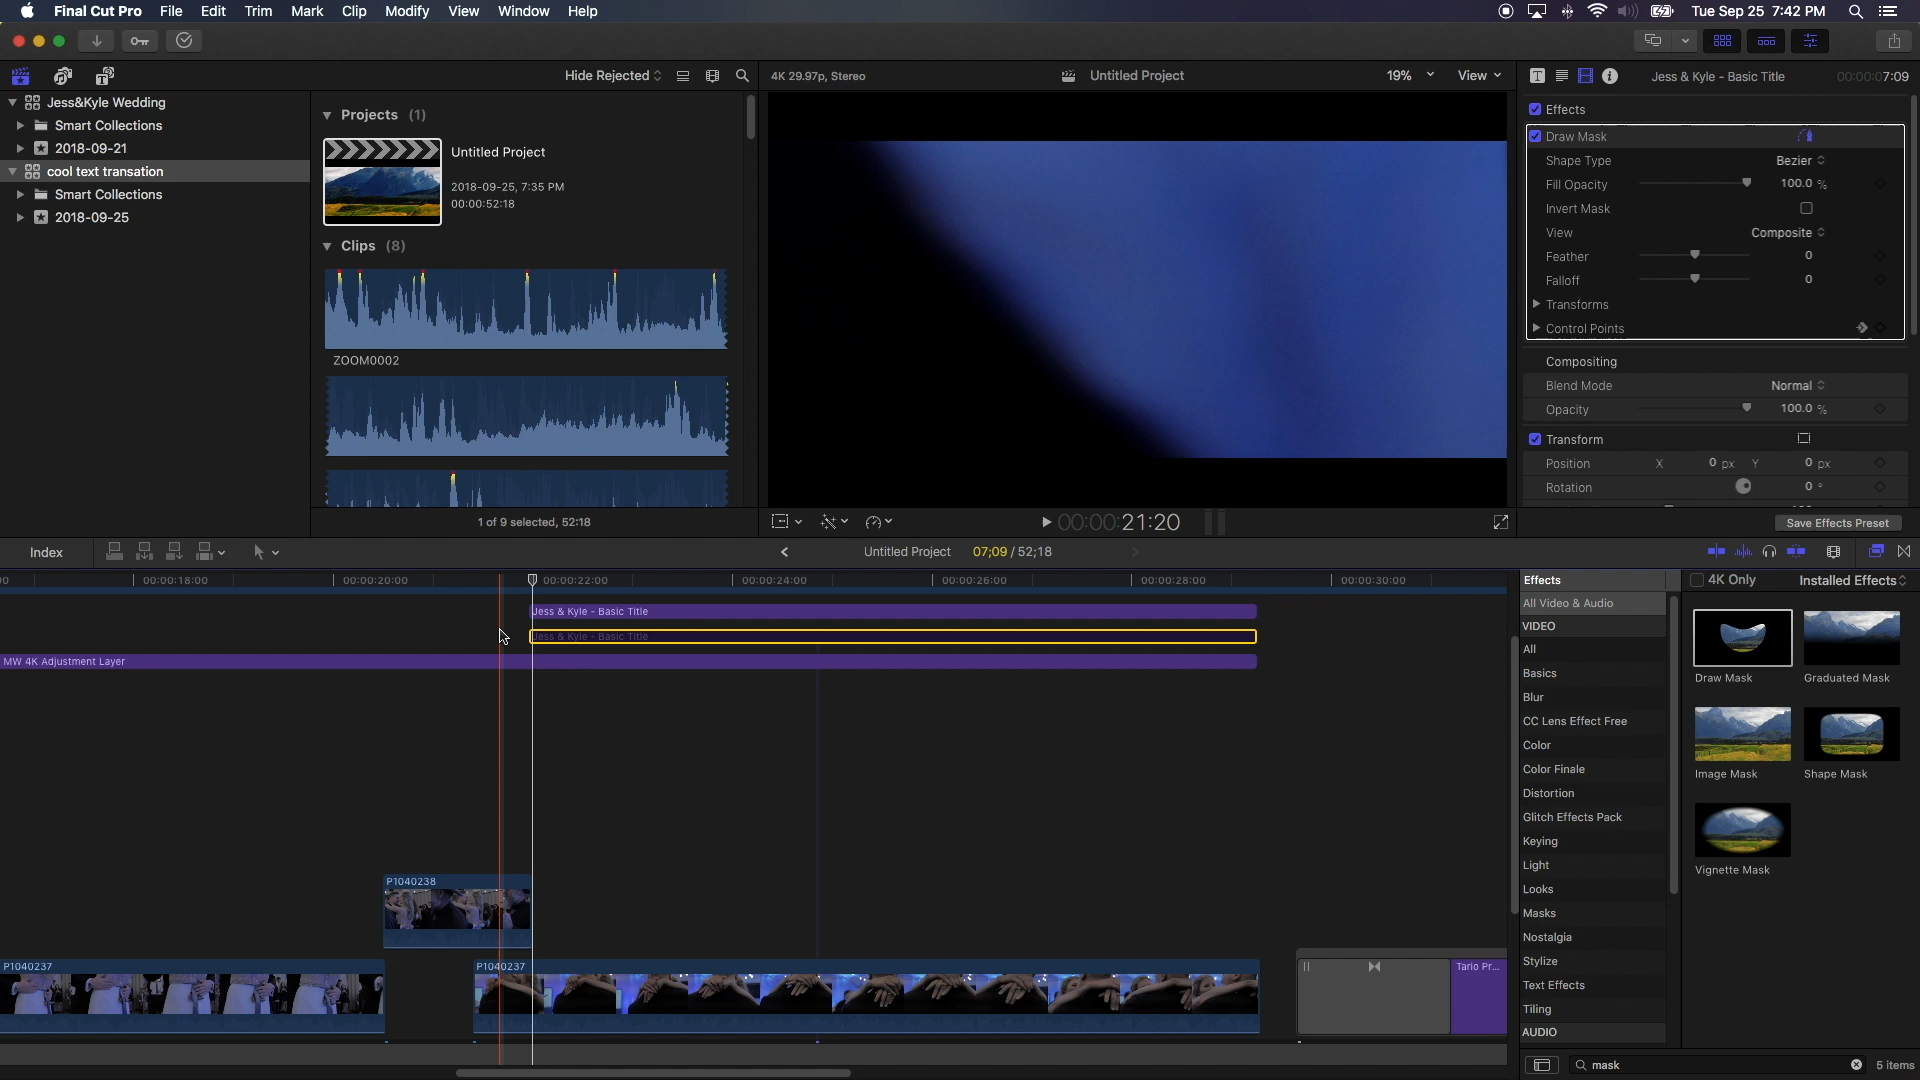 Final Cut Pro File Edit Trim Mark Clip Modify View Window Help Tue Sep 25 7:42 PM
Hide Rejected 4K 29.97p, Stereo Untitled Project 19% View Jess & Kyle - Basic Title 00:00:07:09
Jess&Kyle Wedding
Smart Collections
2018-09-21
cool text transation
Smart Collections
2018-09-25
Projects (1)
Untitled Project
2018-09-25, 7:35 PM
00:00:52:18
Clips (8)
ZOOM0002
1 of 9 selected, 52:18
00:00:21:20
Effects
Draw Mask
Shape Type Bezier
Fill Opacity 100.0 %
Invert Mask
View Composite
Feather 0
Falloff 0
Transforms
Control Points
Compositing
Blend Mode Normal
Opacity 100.0 %
Transform
Position X 0 px Y 0 px
Rotation 0 °
Save Effects Preset
Index Untitled Project 07;09 / 52;18
00:00:18:00 00:00:20:00 00:00:22:00 00:00:24:00 00:00:26:00 00:00:28:00 00:00:30:00
Jess & Kyle - Basic Title
Jess & Kyle - Basic Title
MW 4K Adjustment Layer
P1040238
P1040237 P1040237 Tario Pr...
Effects 4K Only Installed Effects
All Video & Audio
VIDEO
All
Basics
Blur
CC Lens Effect Free
Color
Color Finale
Distortion
Glitch Effects Pack
Keying
Light
Looks
Masks
Nostalgia
Stylize
Text Effects
Tiling
AUDIO
Draw Mask Graduated Mask
Image Mask Shape Mask
Vignette Mask
mask 5 items